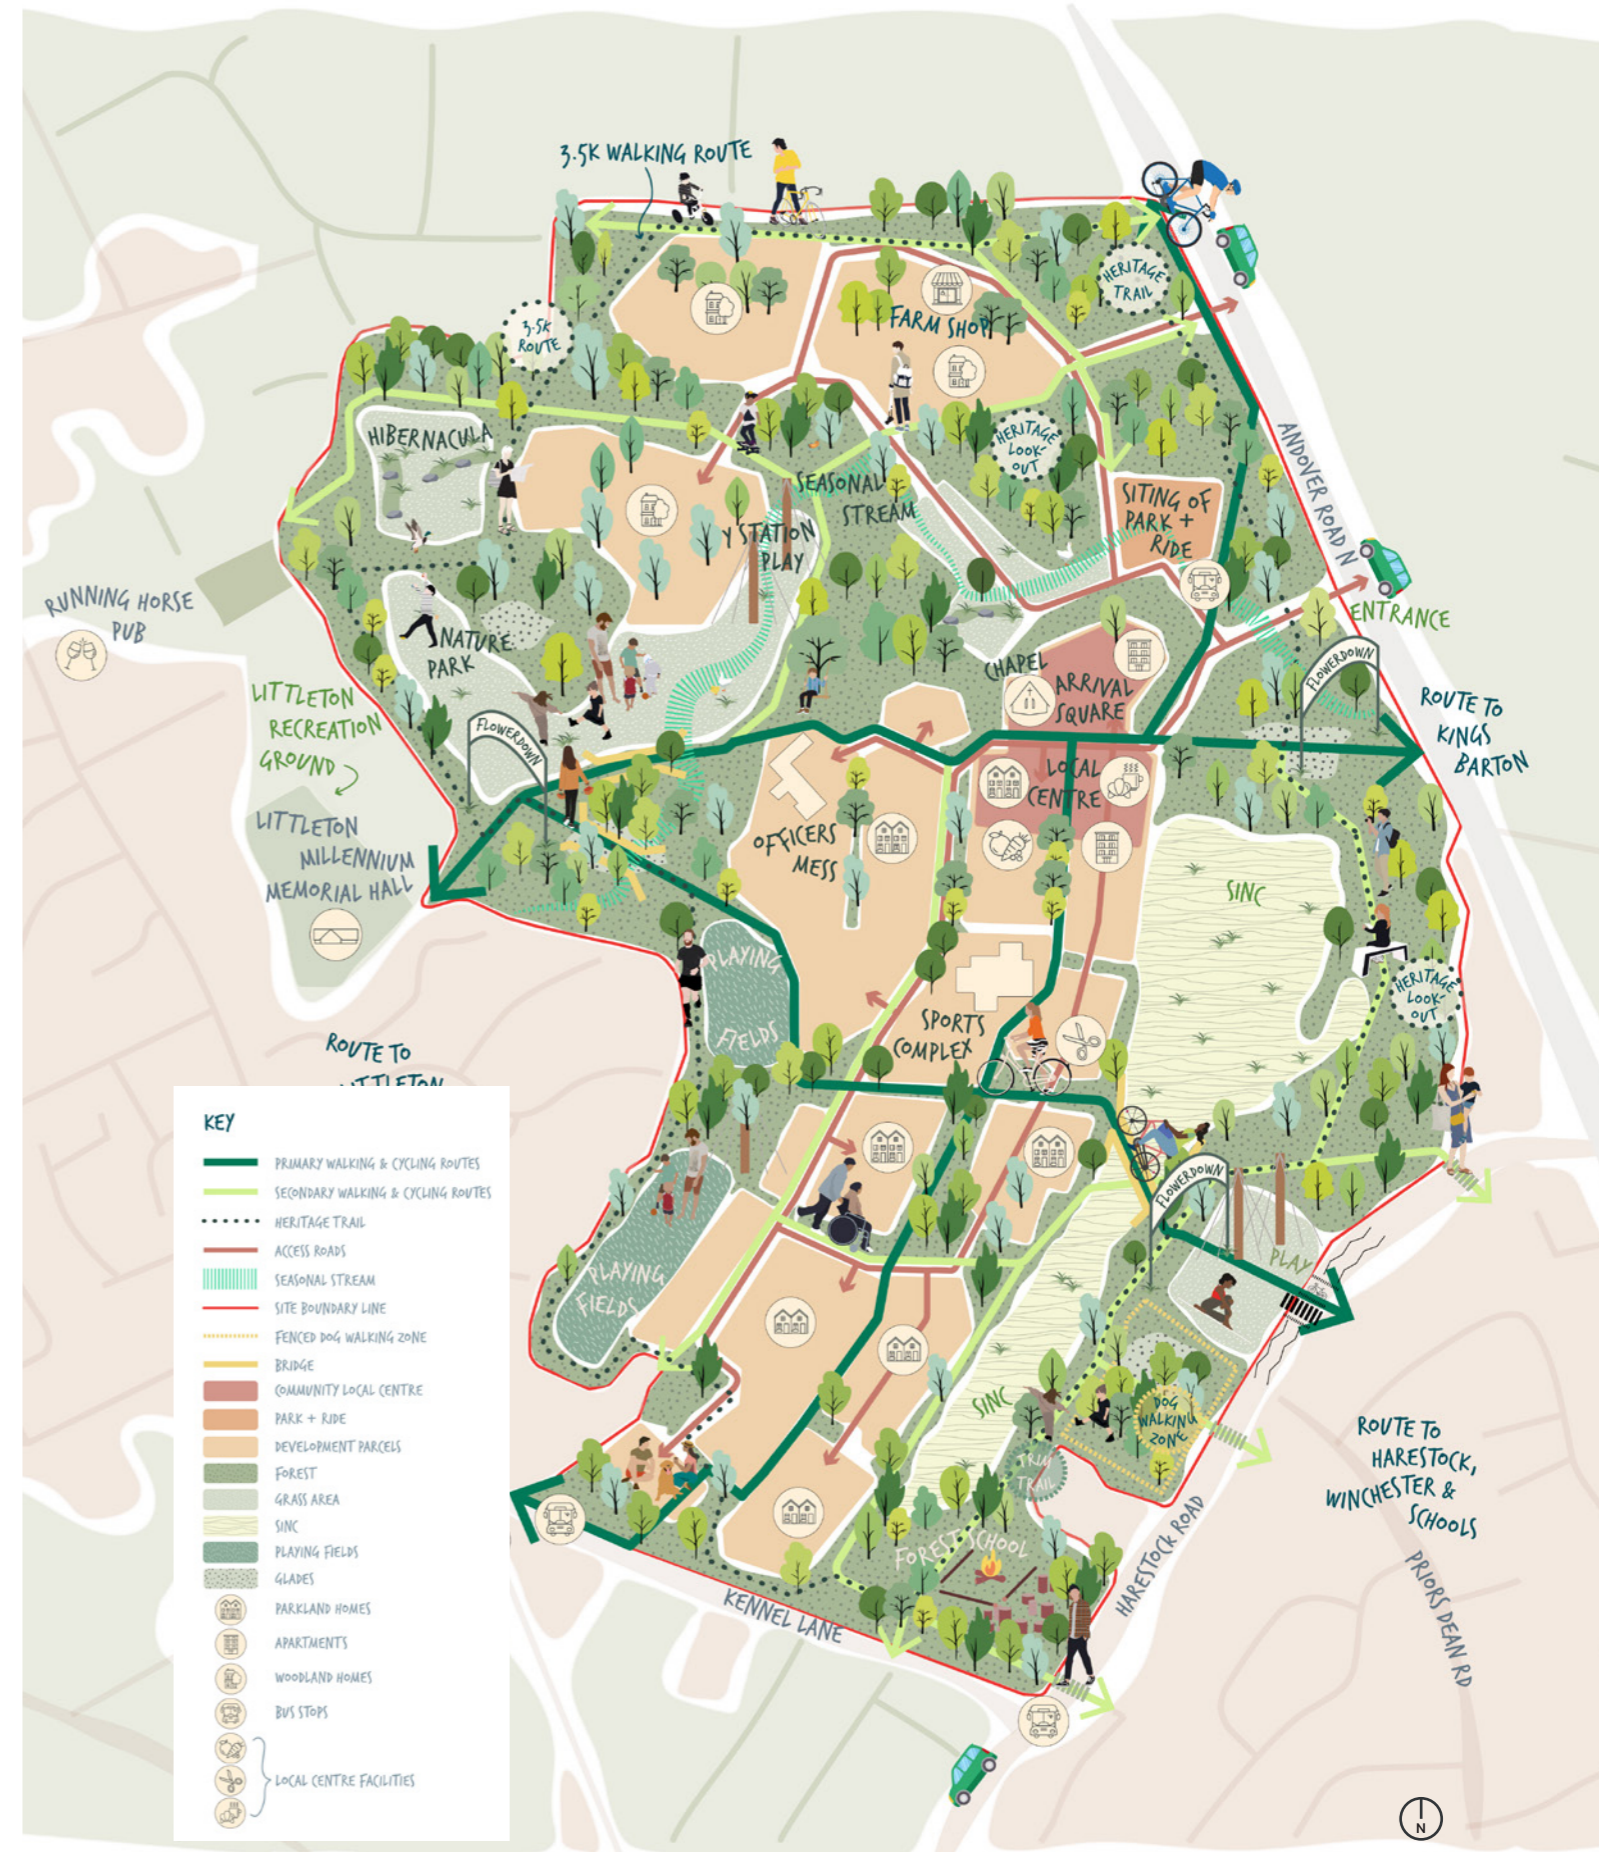 3.5K WALKING ROUTE
HERITAGE
TRAIL
3.5K
ROUTE
FARM SHOP
HIBERNACULA
HERITAGE
LOOK-
OUT
ANDOVER ROAD N
SEASONAL
STREAM
SITING OF
PARK +
RIDE
Y STATION
PLAY
RUNNING HORSE
PUB
ENTRANCE
NATURE
PARK
CHAPEL
ARRIVAL
SQUARE
FLOWERDOWN
LITTLETON
RECREATION
GROUND
FLOWERDOWN
ROUTE TO
KINGS
BARTON
LOCAL
CENTRE
LITTLETON
MILLENNIUM
MEMORIAL HALL
OFFICERS
MESS
SINC
PLAYING
FIELDS
HERITAGE
LOOK-
OUT
SPORTS
COMPLEX
ROUTE TO
LITTLETON
FLOWERDOWN
PLAY
PLAYING
FIELDS
SINC
DOG
WALKING
ZONE
TRIM
TRAIL
ROUTE TO
HARESTOCK,
WINCHESTER &
SCHOOLS
FOREST SCHOOL
HARESTOCK ROAD
PRIORS DEAN RD
KENNEL LANE
KEY
PRIMARY WALKING & CYCLING ROUTES
SECONDARY WALKING & CYCLING ROUTES
HERITAGE TRAIL
ACCESS ROADS
SEASONAL STREAM
SITE BOUNDARY LINE
FENCED DOG WALKING ZONE
BRIDGE
COMMUNITY LOCAL CENTRE
PARK + RIDE
DEVELOPMENT PARCELS
FOREST
GRASS AREA
SINC
PLAYING FIELDS
GLADES
PARKLAND HOMES
APARTMENTS
WOODLAND HOMES
BUS STOPS
LOCAL CENTRE FACILITIES
N